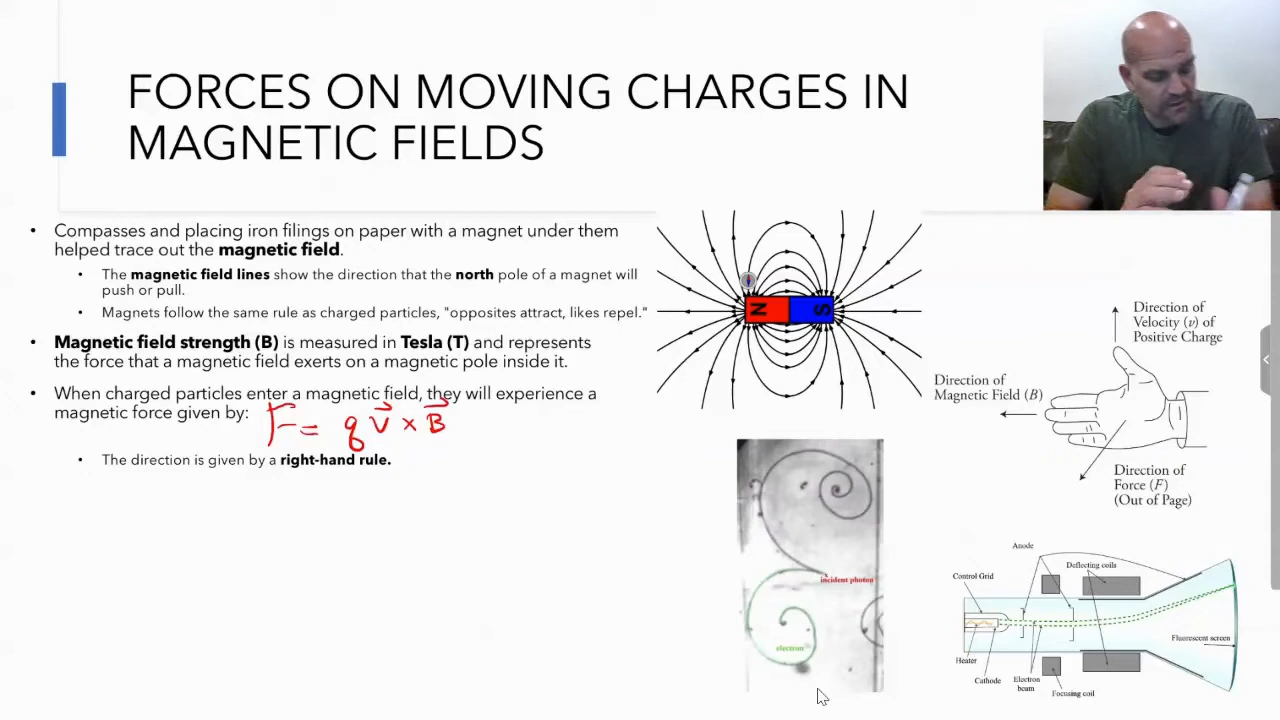 FORCES ON MOVING CHARGES IN
MAGNETIC FIELDS
• Compasses and placing iron filings on paper with a magnet under them
helped trace out the magnetic field.
• The magnetic field lines show the direction that the north pole of a magnet will
push or pull.
• Magnets follow the same rule as charged particles, "opposites attract, likes repel."
• Magnetic field strength (B) is measured in Tesla (T) and represents
the force that a magnetic field exerts on a magnetic pole inside it.
• When charged particles enter a magnetic field, they will experience a
magnetic force given by: F = q v⃗ × B⃗
• The direction is given by a right-hand rule.
N S
Direction of
Velocity (v) of
Positive Charge
Direction of
Magnetic Field (B)
Direction of
Force (F)
(Out of Page)
incident photon
electron
Anode
Deflecting coils
Control Grid
Fluorescent screen
Heater
Cathode
Electron
beam
Focusing coil